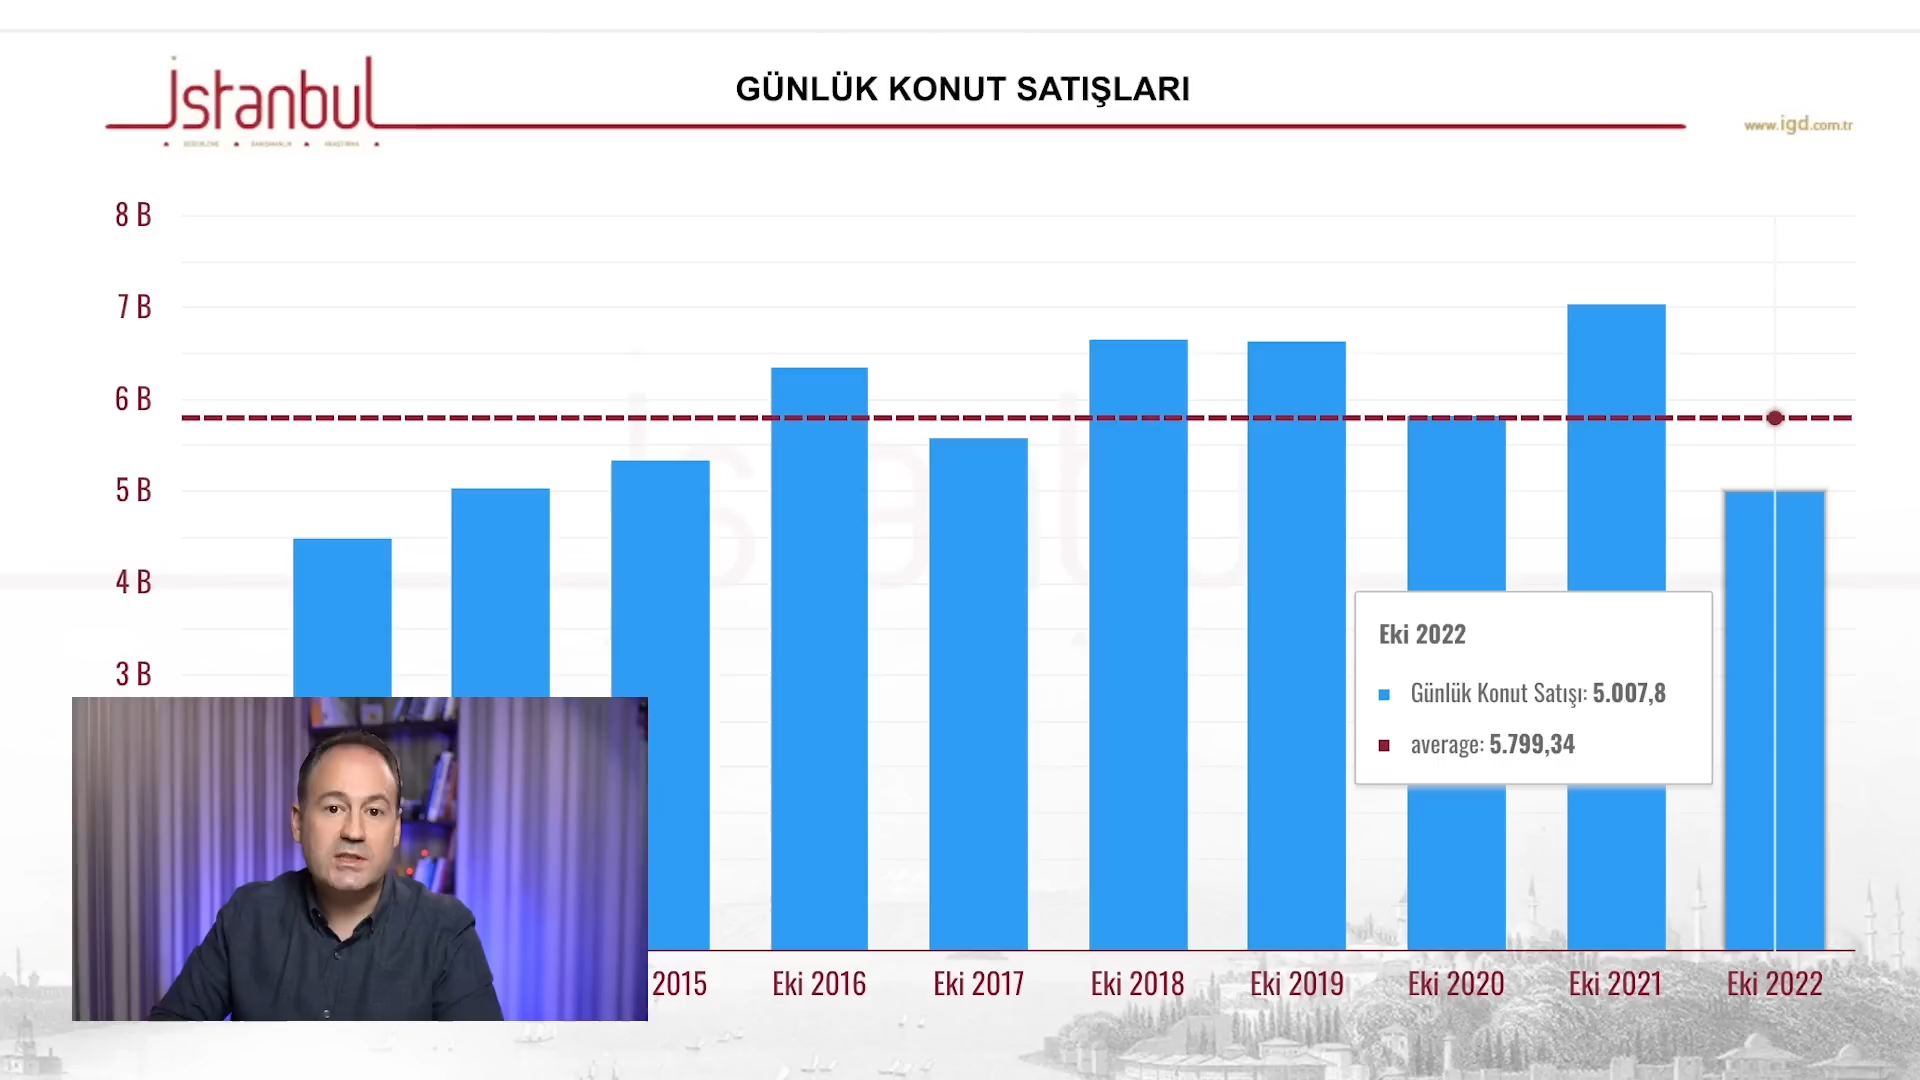 istanbul
GÜNLÜK KONUT SATIŞLARI
www.igd.com.tr
8 B
7 B
6 B
5 B
4 B
3 B
Eki 2022
Günlük Konut Satışı: 5.007,8
average: 5.799,34
2015
Eki 2016
Eki 2017
Eki 2018
Eki 2019
Eki 2020
Eki 2021
Eki 2022